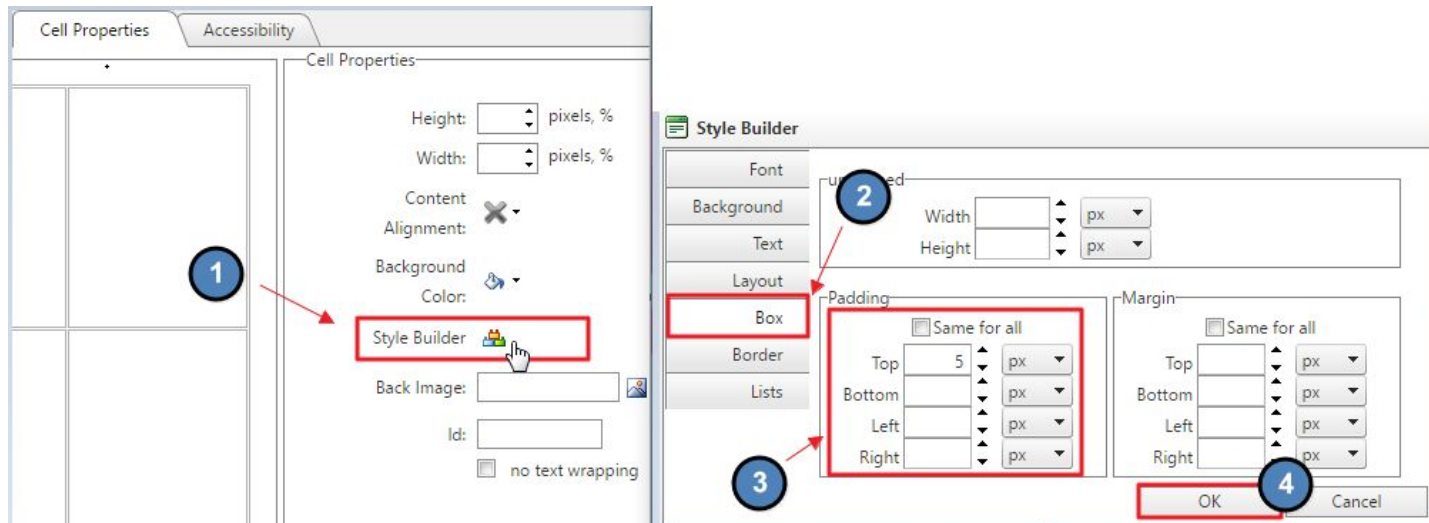 Cell Properties
Accessibility
Cell Properties
Height:
pixels, %
Width:
pixels, %
Content
Alignment:
Background
Color:
1
Style Builder
Back Image:
Id:
no text wrapping
Style Builder
Font
Background
Text
Layout
Box
Border
Lists
2
Width
px
Height
px
Padding
Same for all
Top 5 px
Bottom px
Left px
Right px
3
Margin
Same for all
Top px
Bottom px
Left px
Right px
4
OK
Cancel